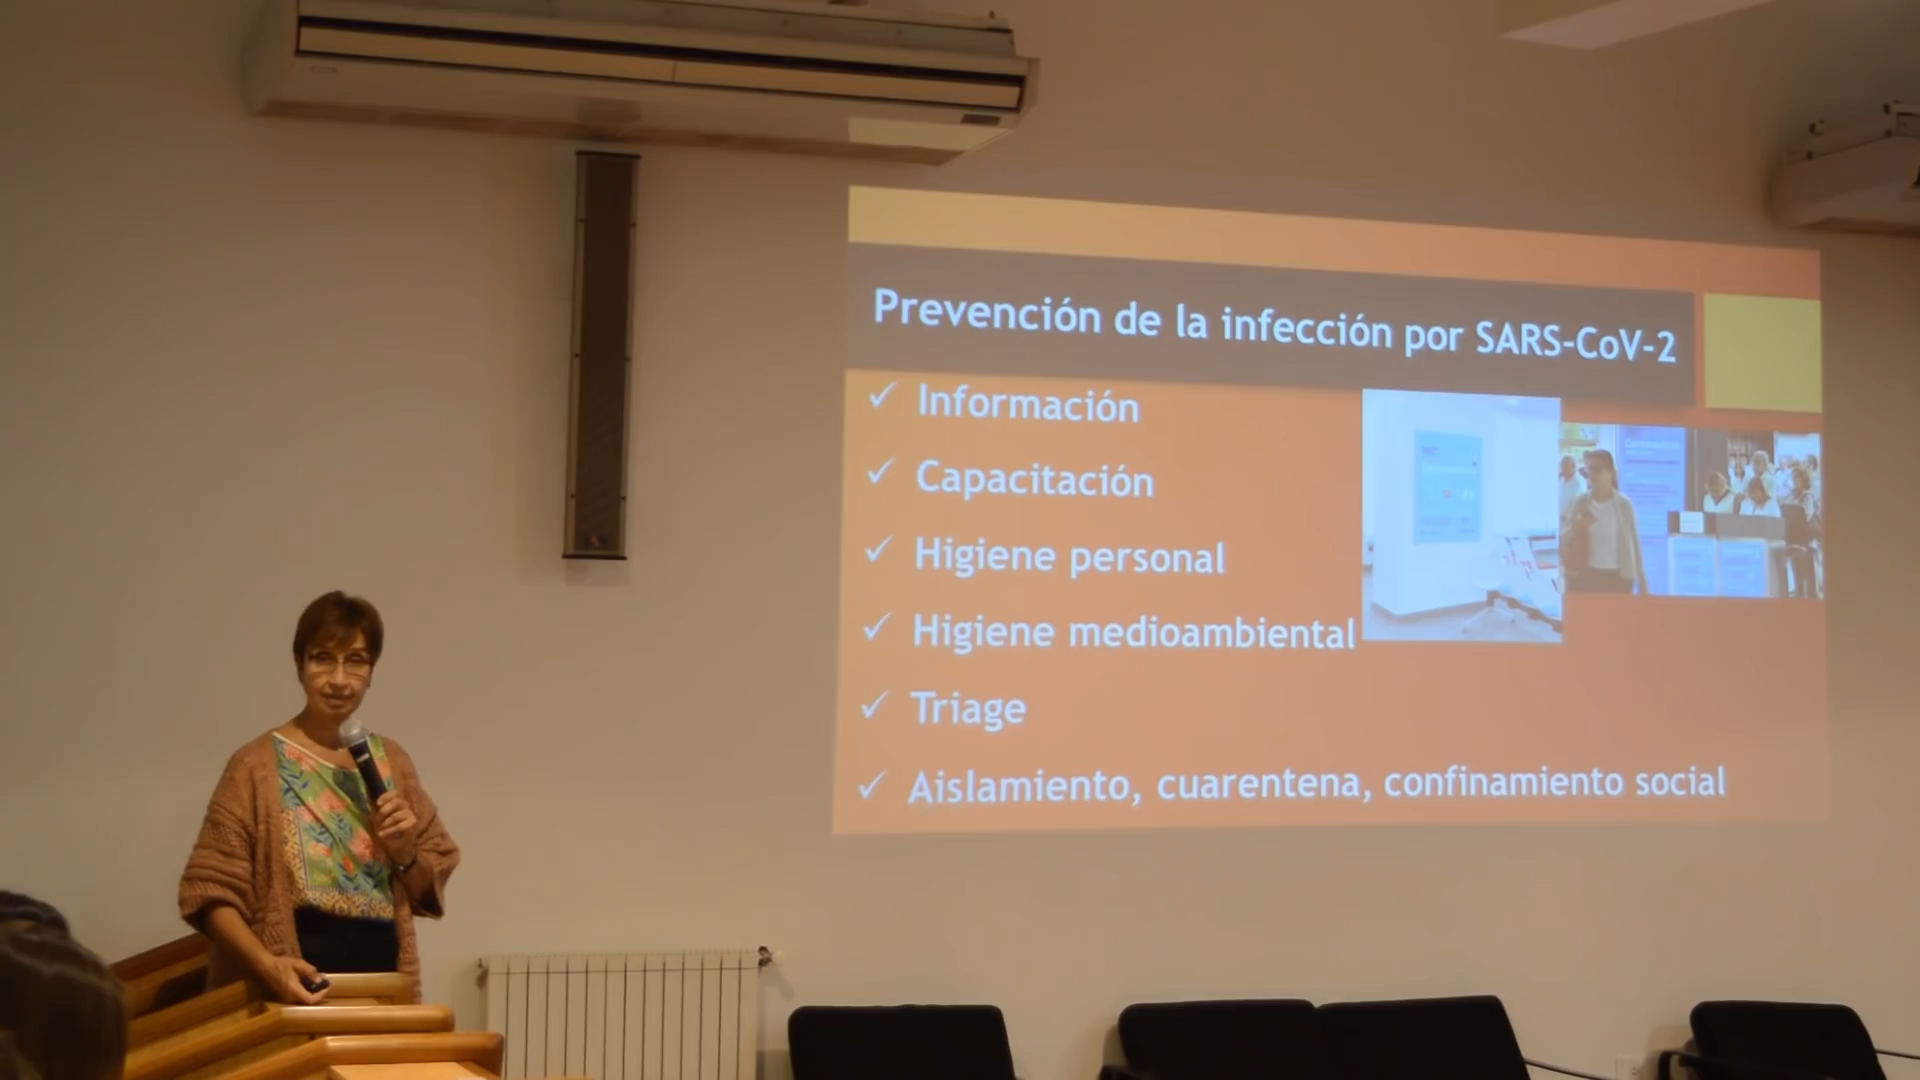 Prevención de la infección por SARS-CoV-2
✓ Información
✓ Capacitación
✓ Higiene personal
✓ Higiene medioambiental
✓ Triage
✓ Aislamiento, cuarentena, confinamiento social